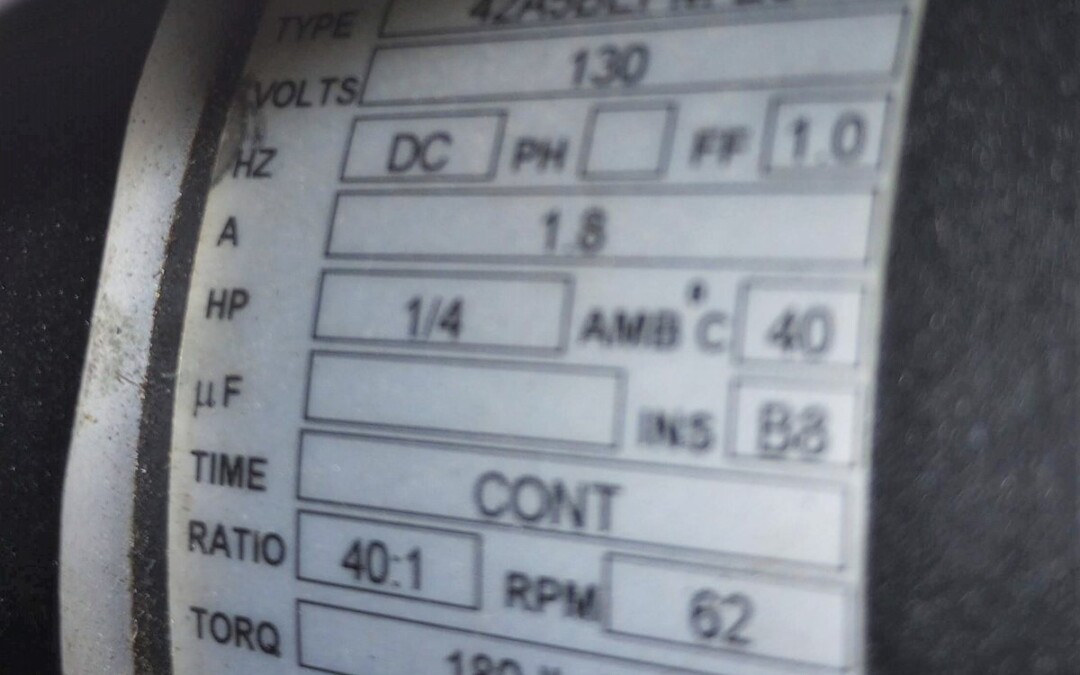 TYPE
VOLTS 130
HZ DC PH FF 1.0
A 1.8
HP 1/4 AMB °C 40
µF INS B8
TIME CONT
RATIO 40:1 RPM 62
TORQ